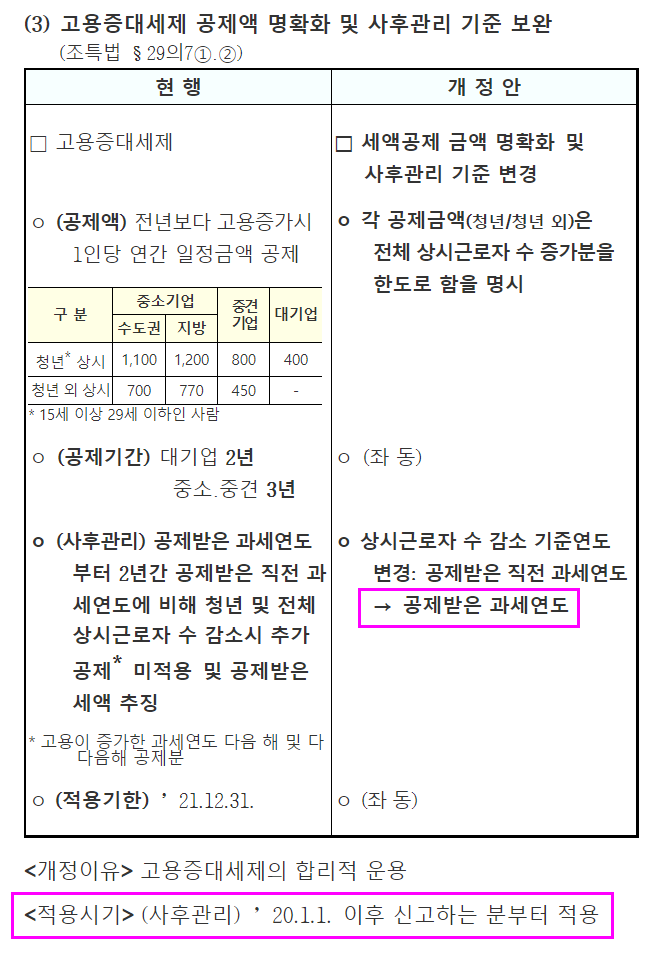 (3) 고용증대세제 공제액 명확화 및 사후관리 기준 보완
(조특법 §29의7①.②)
현 행
개 정 안
□ 고용증대세제
□ 세액공제 금액 명확화 및
사후관리 기준 변경
ㅇ (공제액) 전년보다 고용증가시
1인당 연간 일정금액 공제
ㅇ 각 공제금액(청년/청년 외)은
전체 상시근로자 수 증가분을
한도로 함을 명시
구 분 중소기업 중견기업 대기업
수도권 지방
청년* 상시 1,100 1,200 800 400
청년 외 상시 700 770 450 -
* 15세 이상 29세 이하인 사람
ㅇ (공제기간) 대기업 2년
중소.중견 3년
ㅇ (좌 동)
ㅇ (사후관리) 공제받은 과세연도
부터 2년간 공제받은 직전 과
세연도에 비해 청년 및 전체
상시근로자 수 감소시 추가
공제* 미적용 및 공제받은
세액 추징
* 고용이 증가한 과세연도 다음 해 및 다
다음해 공제분
ㅇ 상시근로자 수 감소 기준연도
변경: 공제받은 직전 과세연도
→ 공제받은 과세연도
ㅇ (적용기한) ’21.12.31.
ㅇ (좌 동)
<개정이유> 고용증대세제의 합리적 운용
<적용시기> (사후관리) ’20.1.1. 이후 신고하는 분부터 적용